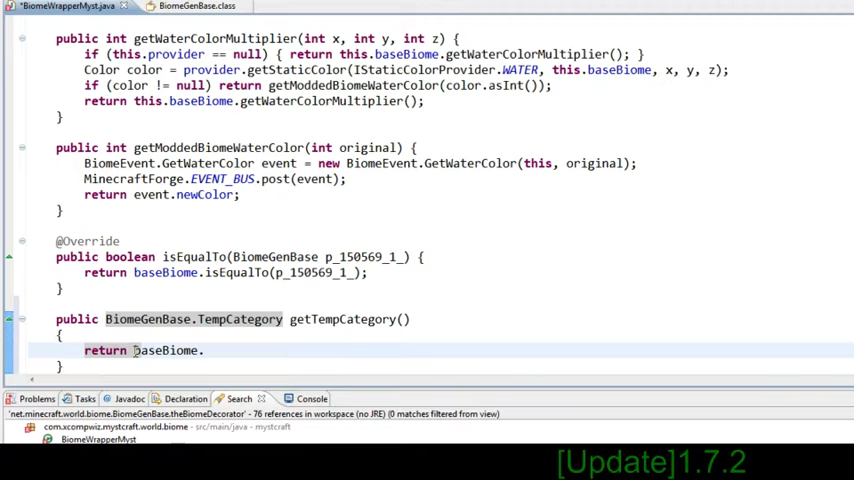 *BiomeWrapperMyst.java BiomeGenBase.class
public int getWaterColorMultiplier(int x, int y, int z) {
if (this.provider == null) { return this.baseBiome.getWaterColorMultiplier(); }
Color color = provider.getStaticColor(IStaticColorProvider.WATER, this.baseBiome, x, y, z);
if (color != null) return getModdedBiomeWaterColor(color.asInt());
return this.baseBiome.getWaterColorMultiplier();
}
public int getModdedBiomeWaterColor(int original) {
BiomeEvent.GetWaterColor event = new BiomeEvent.GetWaterColor(this, original);
MinecraftForge.EVENT_BUS.post(event);
return event.newColor;
}
@Override
public boolean isEqualTo(BiomeGenBase p_150569_1_) {
return baseBiome.isEqualTo(p_150569_1_);
}
public BiomeGenBase.TempCategory getTempCategory()
{
return baseBiome.
}
Problems Tasks Javadoc Declaration Search Console
'net.minecraft.world.biome.BiomeGenBase.theBiomeDecorator' - 76 references in workspace (no JRE) (0 matches filtered from view)
com.xcompwiz.mystcraft.world.biome - src/main/java - mystcraft
BiomeWrapperMyst
[Update]1.7.2